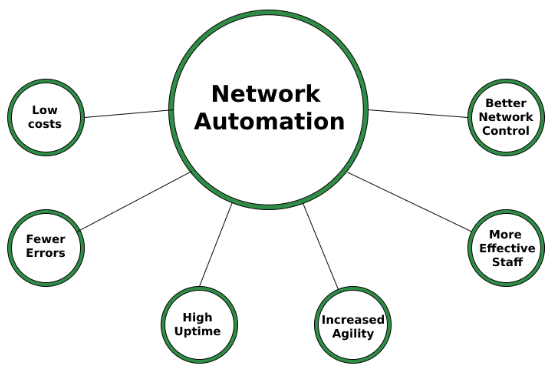 Network
Automation
Low
costs
Better
Network
Control
Fewer
Errors
More
Effective
Staff
High
Uptime
Increased
Agility